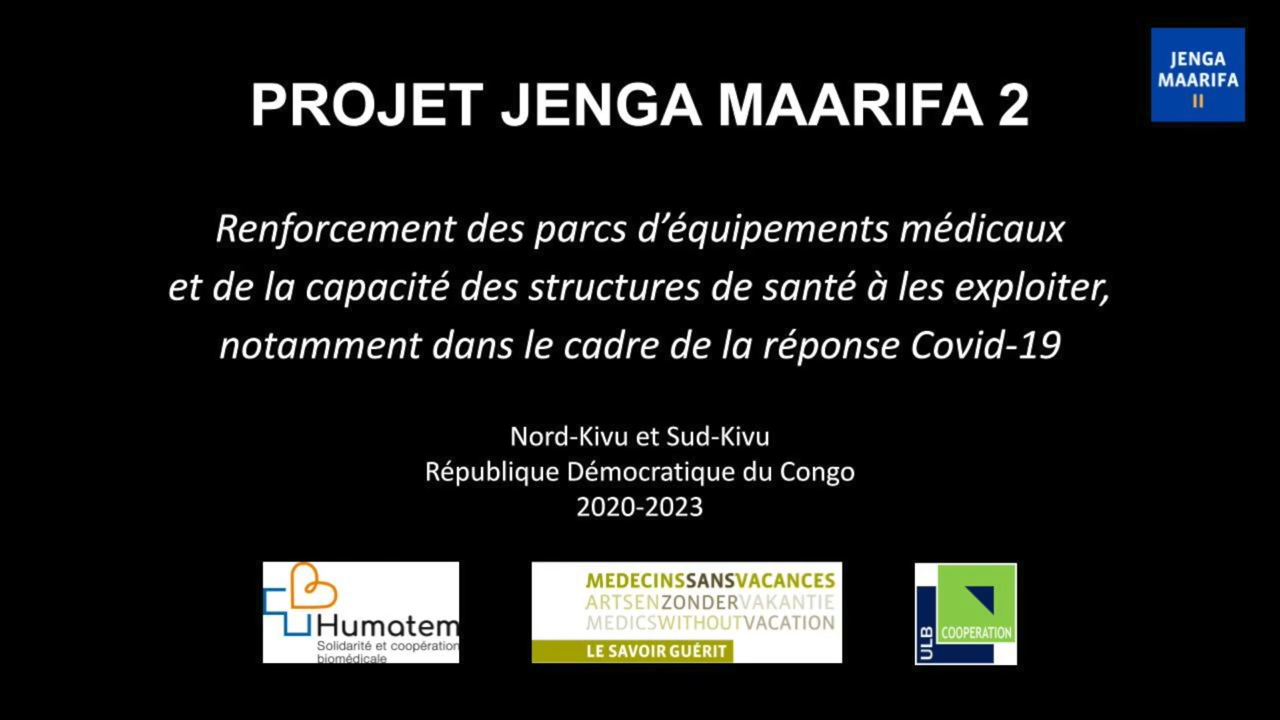 JENGA
MAARIFA
II
PROJET JENGA MAARIFA 2
Renforcement des parcs d’équipements médicaux
et de la capacité des structures de santé à les exploiter,
notamment dans le cadre de la réponse Covid-19
Nord-Kivu et Sud-Kivu
République Démocratique du Congo
2020-2023
Humatem
Solidarité et coopération
biomédicale
MEDECINSSANSVACANCES
ARTSENZONDERVAKANTIE
MEDICSWITHOUTVACATION
LE SAVOIR GUÉRIT
ULB
COOPERATION